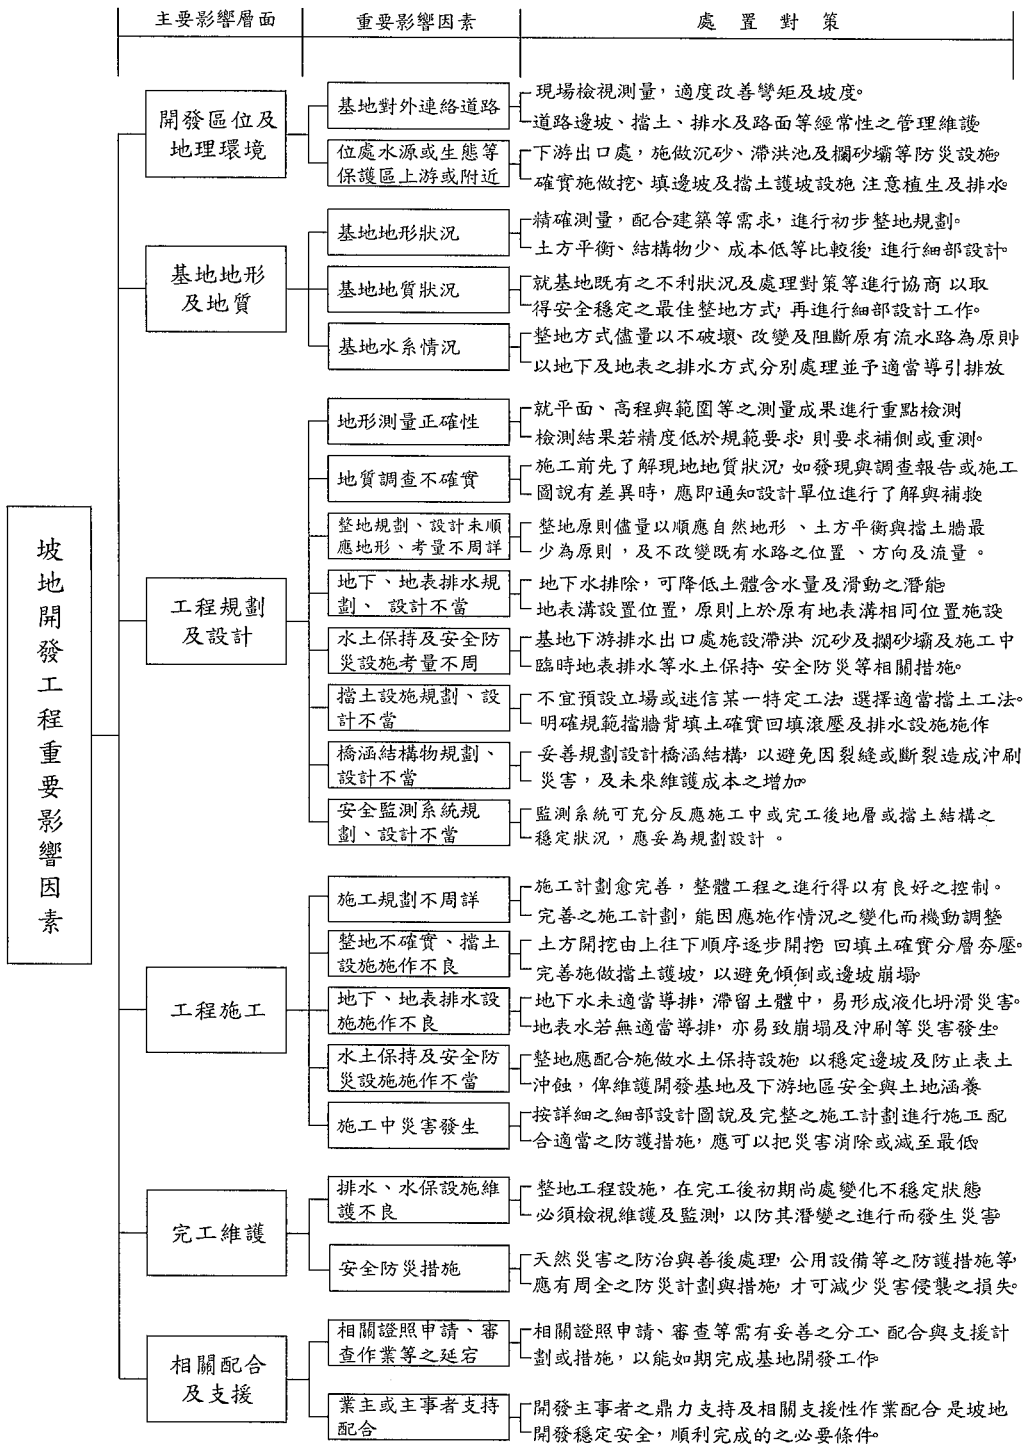 主要影響層面
重要影響因素
處 置 對 策
坡地開發工程重要影響因素
開發區位及
地理環境
基地對外連絡道路
現場檢視測量，適度改善彎矩及坡度。
道路邊坡、擋土、排水及路面等經常性之管理維護
位處水源或生態等
保護區上游或附近
下游出口處，施做沉砂、滯洪池及攔砂壩等防災設施。
確實施做挖、填邊坡及擋土護坡設施 注意植生及排水。
基地地形
及地質
基地地形狀況
精確測量，配合建築等需求，進行初步整地規劃。
土方平衡、結構物少、成本低等比較後，進行細部設計。
基地地質狀況
就基地既有之不利狀況及處理對策等進行協商 以取
得安全穩定之最佳整地方式，再進行細部設計工作。
基地水系情況
整地方式儘量以不破壞、改變及阻斷原有流水路為原則，
以地下及地表之排水方式分別處理並予適當導引排放
工程規劃
及設計
地形測量正確性
就平面、高程與範圍等之測量成果進行重點檢測
檢測結果若精度低於規範要求，則要求補側或重測。
地質調查不確實
施工前先了解現地地質狀況，如發現與調查報告或施工
圖說有差異時，應即通知設計單位進行了解與補救
整地規劃、設計未順
應地形、考量不周詳
整地原則儘量以順應自然地形 、土方平衡與擋土牆最
少為原則 ，及不改變既有水路之位置 、方向及流量 。
地下、地表排水規
劃、 設計不當
地下水排除，可降低土體含水量及滑動之潛能。
地表溝設置位置，原則上於原有地表溝相同位置施設
水土保持及安全防
災設施考量不周
基地下游排水出口處施設滯洪、沉砂及攔砂壩及施工中
臨時地表排水等水土保持、安全防災等相關措施。
擋土設施規劃、設
計不當
不宜預設立場或迷信某一特定工法，選擇適當擋土工法。
明確規範擋牆背填土確實回填滾壓及排水設施施作
橋涵結構物規劃、
設計不當
妥善規劃設計橋涵結構，以避免因裂縫或斷裂造成沖刷
災害，及未來維護成本之增加。
安全監測系統規
劃、設計不當
監測系統可充分反應施工中或完工後地層或擋土結構之
穩定狀況 ，應妥為規劃設計 。
工程施工
施工規劃不周詳
施工計劃愈完善，整體工程之進行得以有良好之控制。
完善之施工計劃，能因應施作情況之變化而機動調整
整地不確實、擋土
設施施作不良
土方開挖由上往下順序逐步開挖，回填土確實分層夯壓。
完善施做擋土護坡，以避免傾倒或邊坡崩塌。
地下、地表排水設
施施作不良
地下水未適當導排，滯留土體中，易形成液化坍滑災害。
地表水若無適當導排，亦易致崩塌及沖刷等災害發生。
水土保持及安全防
災設施施作不當
整地應配合施做水土保持設施，以穩定邊坡及防止表土
沖蝕，俾維護開發基地及下游地區安全與土地涵養
施工中災害發生
按詳細之細部設計圖說及完整之施工計劃進行施工，配
合適當之防護措施，應可以把災害消除或減至最低。
完工維護
排水、水保設施維
護不良
整地工程設施，在完工後初期尚處變化不穩定狀態
必須檢視維護及監測，以防其潛變之進行而發生災害。
安全防災措施
天然災害之防治與善後處理，公用設備等之防護措施等，
應有周全之防災計劃與措施，才可減少災害侵襲之損失。
相關配合
及支援
相關證照申請、審
查作業等之延宕
相關證照申請、審查等需有妥善之分工、配合與支援計
劃或措施，以能如期完成基地開發工作。
業主或主事者支持
配合
開發主事者之鼎力支持及相關支援性作業配合 是坡地
開發穩定安全，順利完成的之必要條件。